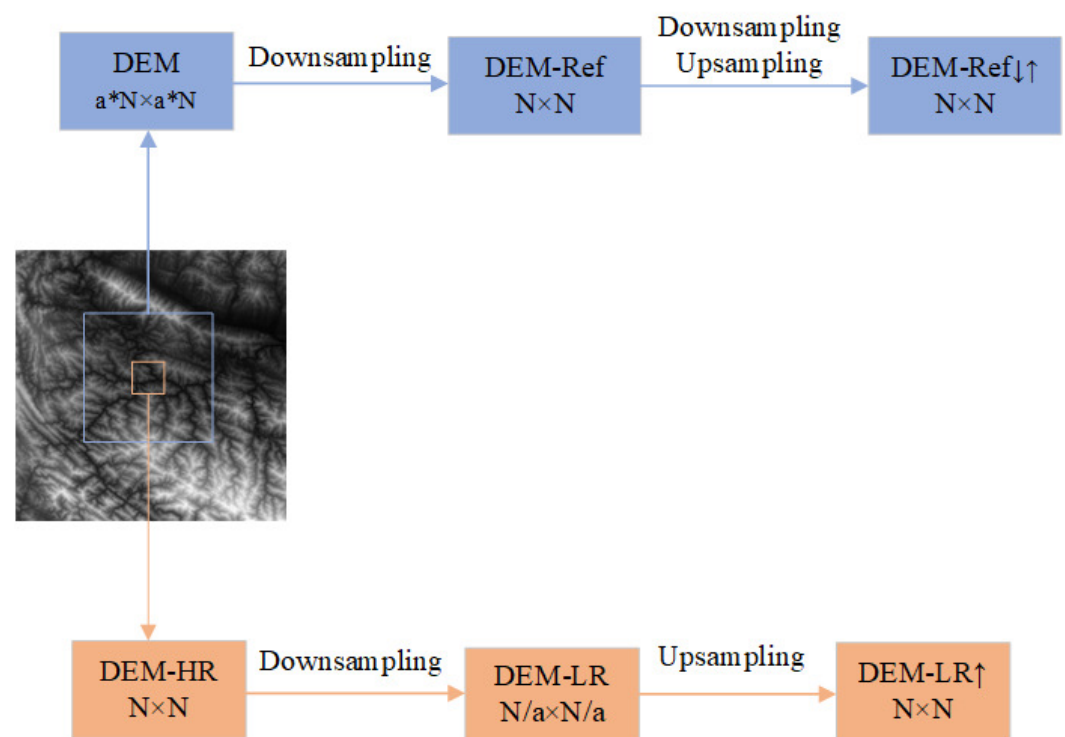 DEM
a*N×a*N
Downsampling
DEM-Ref
N×N
Downsampling
Upsampling
DEM-Ref↓↑
N×N
DEM-HR
N×N
Downsampling
DEM-LR
N/a×N/a
Upsampling
DEM-LR↑
N×N